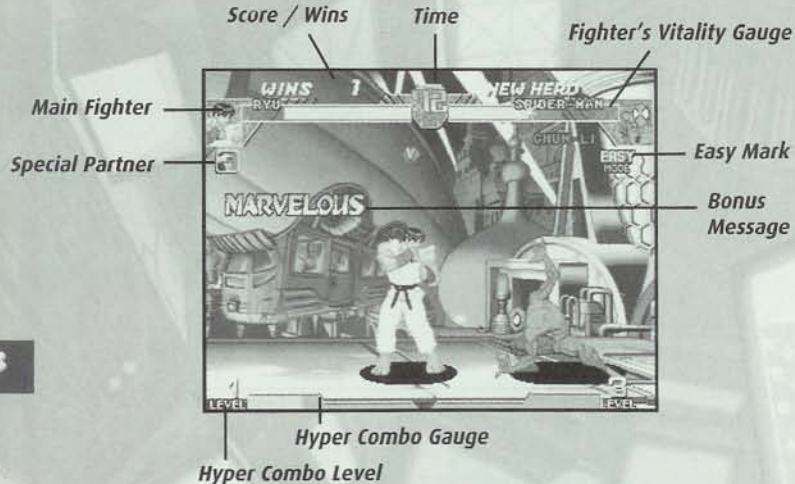 Score / Wins
Time
Fighter's Vitality Gauge
Main Fighter
WINS 1
NEW HERO
RYU
SPIDER-MAN
CHUN-LI
Special Partner
EASY
MODE
Easy Mark
MARVELOUS
Bonus
Message
LEVEL
3
LEVEL
Hyper Combo Gauge
Hyper Combo Level